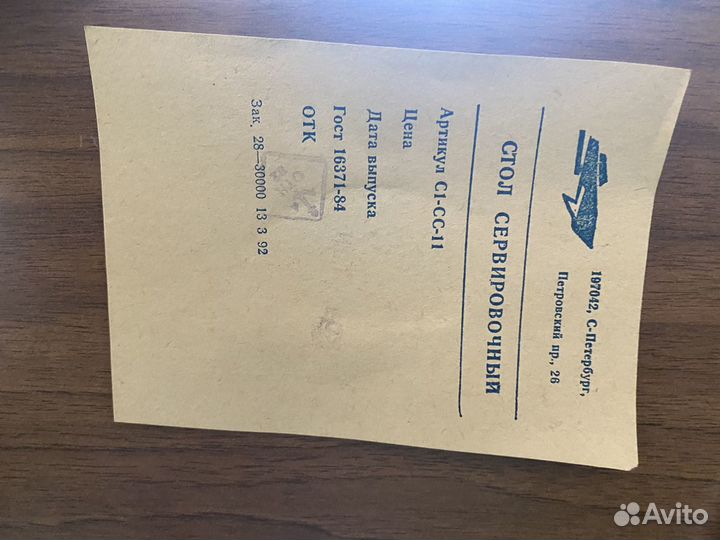 197042, С-Петербург,
Петровский пр., 26
СТОЛ СЕРВИРОВОЧНЫЙ
Артикул С1-СС-11
Цена
Дата выпуска
Гост 16371-84
ОТК
Зак. 28—30000 13 3 92
Avito